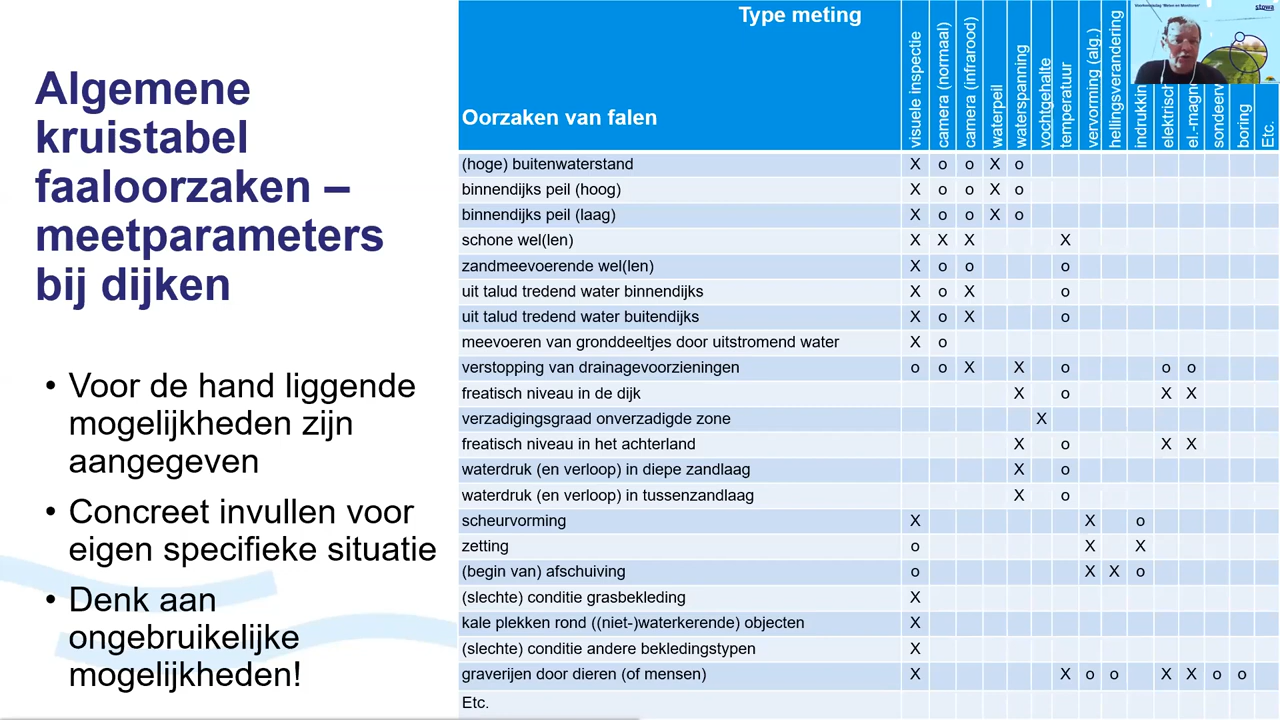 Algemene
kruistabel
faaloorzaken –
meetparameters
bij dijken
• Voor de hand liggende
mogelijkheden zijn
aangegeven
• Concreet invullen voor
eigen specifieke situatie
• Denk aan
ongebruikelijke
mogelijkheden!
Type meting
Oorzaken van falen
visuele inspectie
camera (normaal)
camera (infrarood)
waterpeil
waterspanning
vochtgehalte
temperatuur
vervorming (alg.)
hellingsverandering
indrukkin
elektrisch
el.-magne
sondeerv
boring
Etc.
stowa
(hoge) buitenwaterstand X o o X o
binnendijks peil (hoog) X o o X o
binnendijks peil (laag) X o o X o
schone wel(len) X X X X
zandmeevoerende wel(len) X o o o
uit talud tredend water binnendijks X o X o
uit talud tredend water buitendijks X o X o
meevoeren van gronddeeltjes door uitstromend water X o
verstopping van drainagevoorzieningen o o X X o o o
freatisch niveau in de dijk X o X X
verzadigingsgraad onverzadigde zone X
freatisch niveau in het achterland X o X X
waterdruk (en verloop) in diepe zandlaag X o
waterdruk (en verloop) in tussenzandlaag X o
scheurvorming X X o
zetting o X X
(begin van) afschuiving o X X o
(slechte) conditie grasbekleding X
kale plekken rond ((niet-)waterkerende) objecten X
(slechte) conditie andere bekledingstypen X
graverijen door dieren (of mensen) X X o o X X o o
Etc.